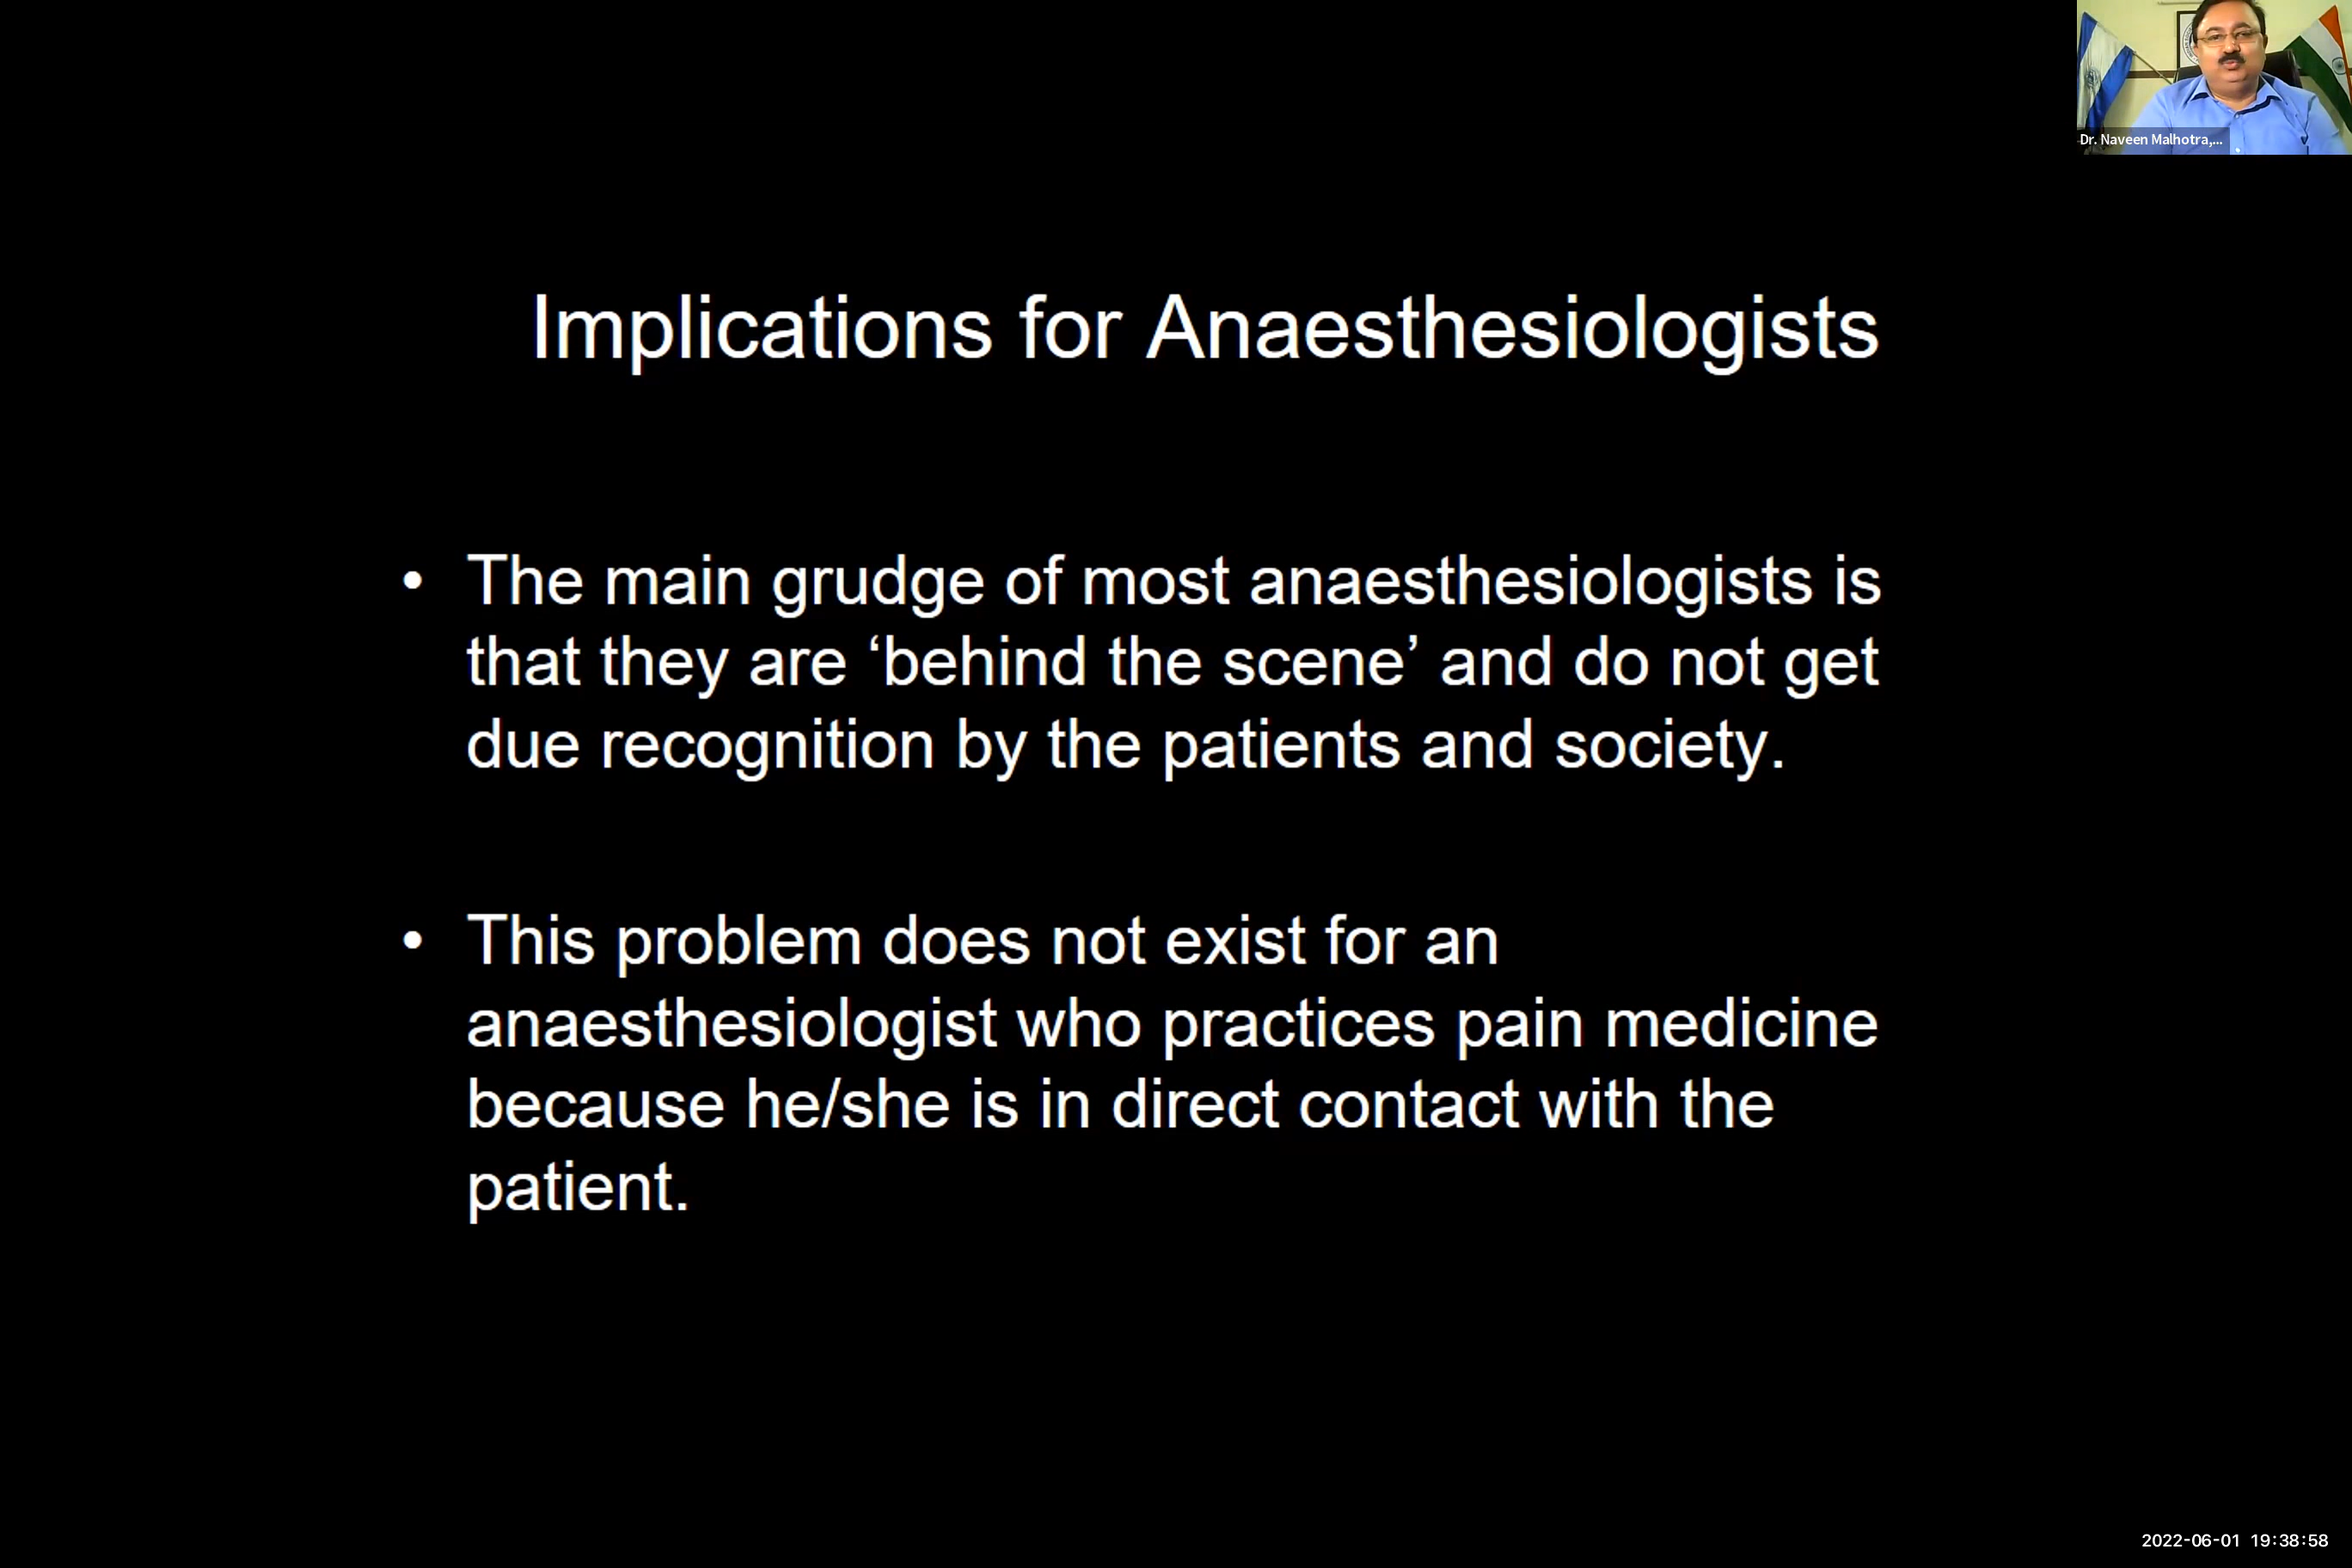 Dr. Naveen Malhotra,...
Implications for Anaesthesiologists
• The main grudge of most anaesthesiologists is
that they are ‘behind the scene’ and do not get
due recognition by the patients and society.
• This problem does not exist for an
anaesthesiologist who practices pain medicine
because he/she is in direct contact with the
patient.
2022-06-01 19:38:58